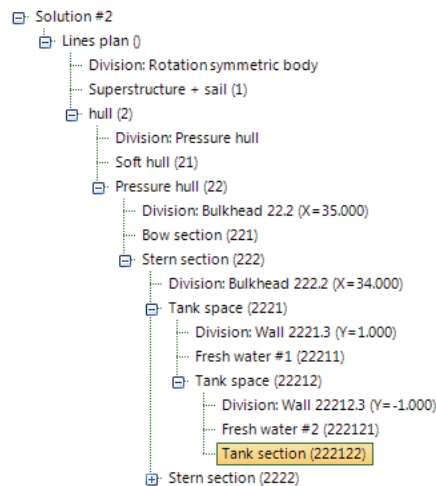 Solution #2
Lines plan ()
Division: Rotation symmetric body
Superstructure + sail (1)
hull (2)
Division: Pressure hull
Soft hull (21)
Pressure hull (22)
Division: Bulkhead 22.2 (X=35.000)
Bow section (221)
Stern section (222)
Division: Bulkhead 222.2 (X=34.000)
Tank space (2221)
Division: Wall 2221.3 (Y=1.000)
Fresh water #1 (22211)
Tank space (22212)
Division: Wall 22212.3 (Y=-1.000)
Fresh water #2 (222121)
Tank section (222122)
Stern section (2222)